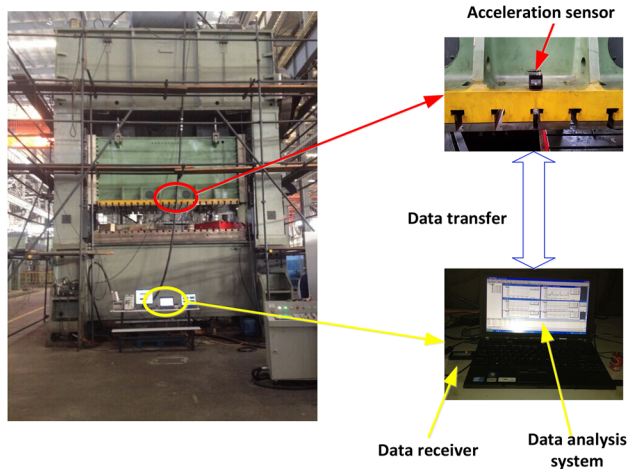 Acceleration sensor
Data transfer
Data receiver
Data analysis
system